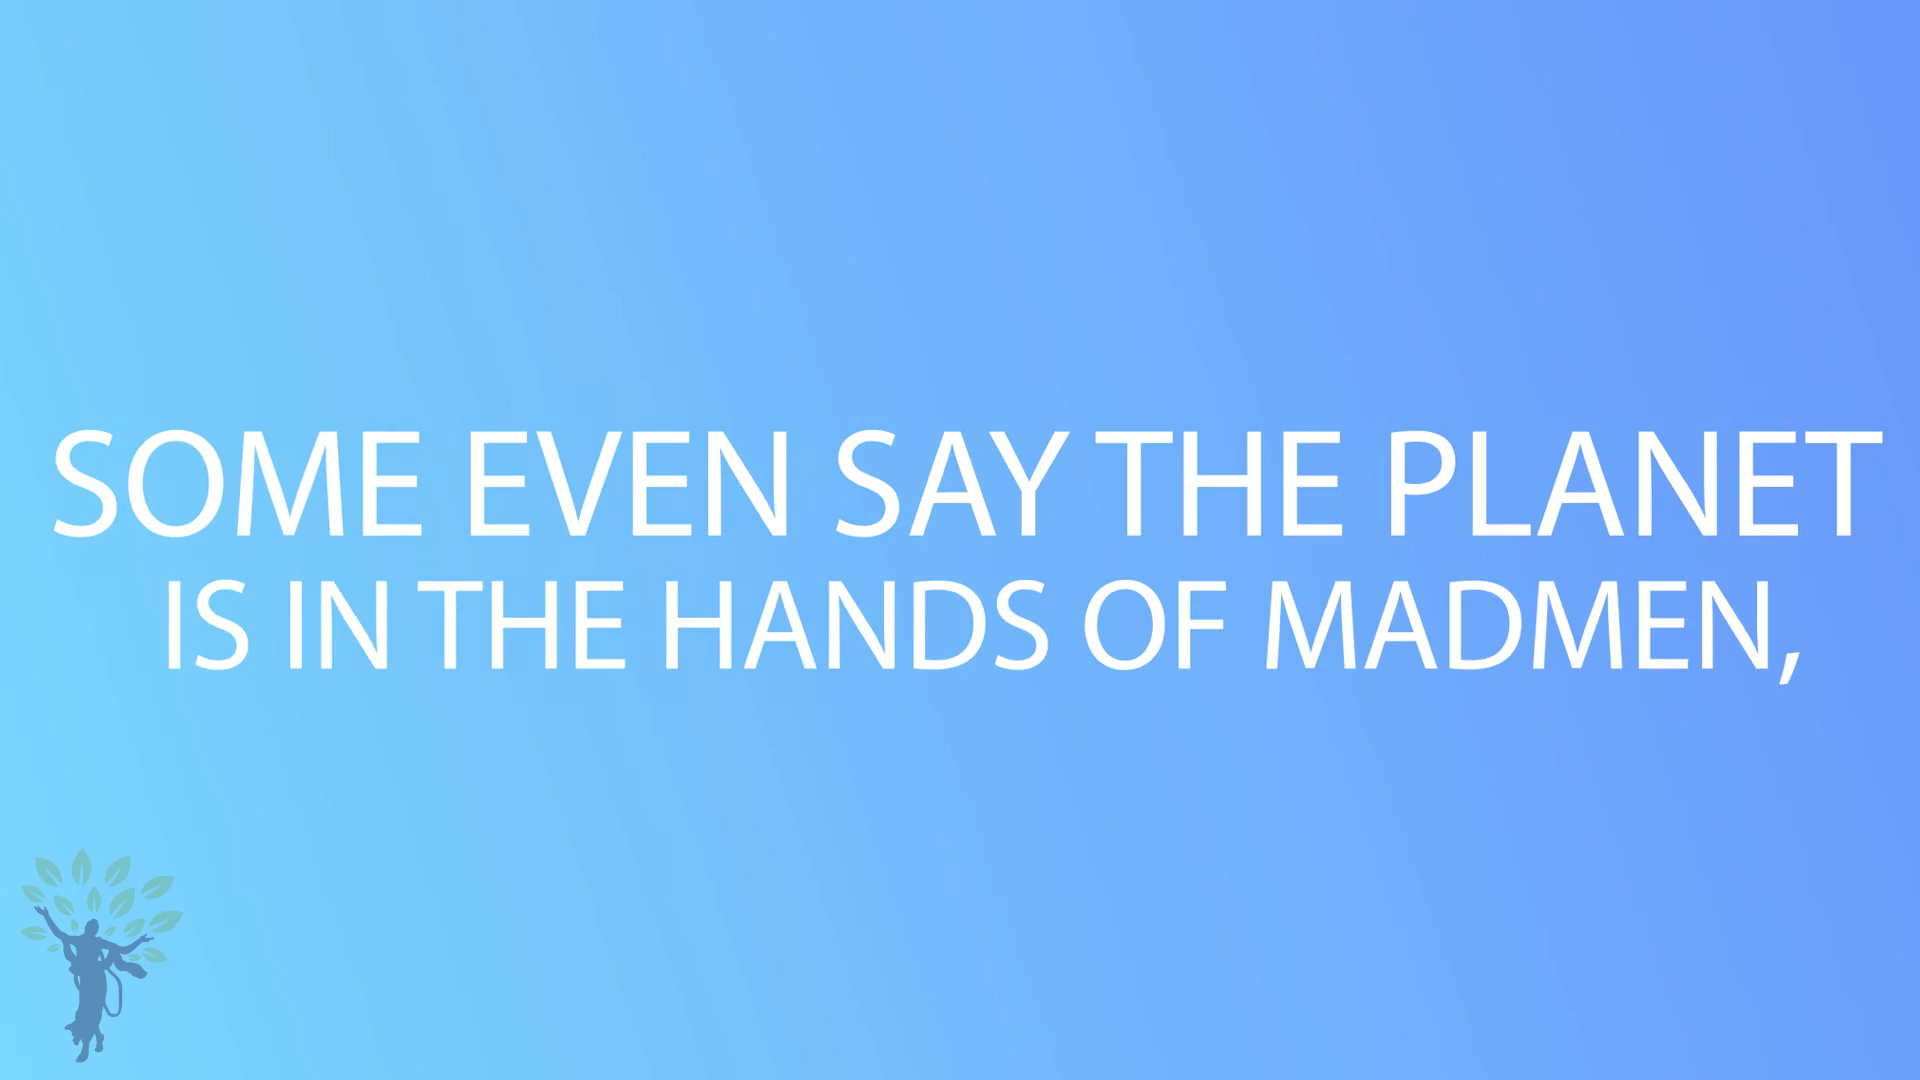 SOME EVEN SAY THE PLANET
IS IN THE HANDS OF MADMEN,